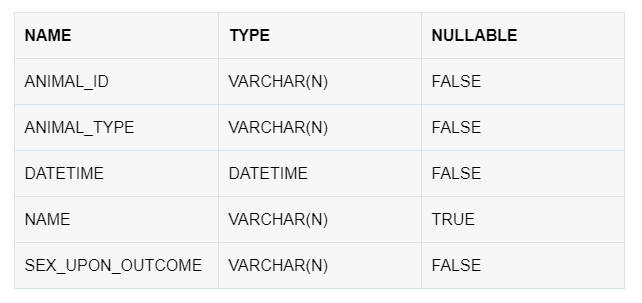 NAME TYPE NULLABLE
ANIMAL_ID VARCHAR(N) FALSE
ANIMAL_TYPE VARCHAR(N) FALSE
DATETIME DATETIME FALSE
NAME VARCHAR(N) TRUE
SEX_UPON_OUTCOME VARCHAR(N) FALSE